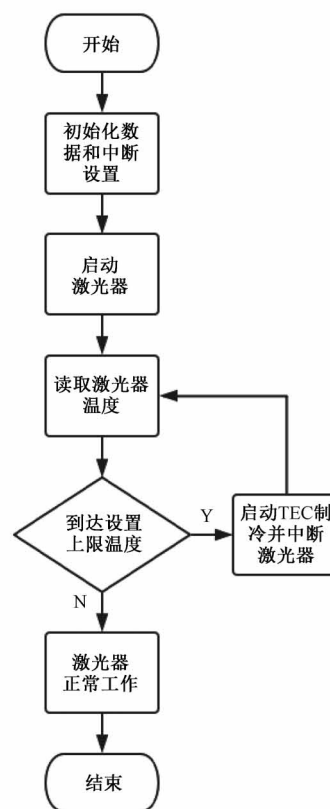 开始
初始化数
据和中断
设置
启动
激光器
读取激光器
温度
到达设置
上限温度
Y
启动TEC制
冷并中断
激光器
N
激光器
正常工作
结束